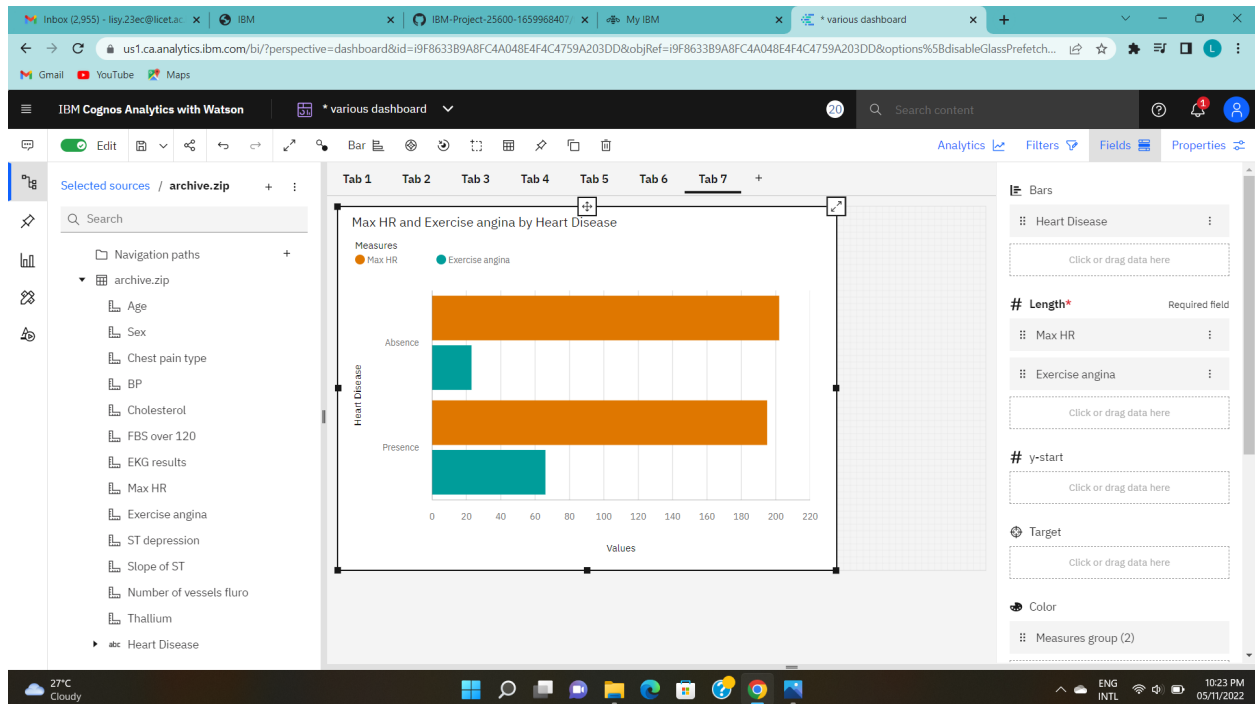 Inbox (2,955) - lisy.23ec@licet.ac.
IBM
IBM-Project-25600-1659968407/
My IBM
* various dashboard
us1.ca.analytics.ibm.com/bi/?perspective=dashboard&id=i9F8633B9A8FC4A048E4F4C4759A203DD&objRef=i9F8633B9A8FC4A048E4F4C4759A203DD&options%5BdisableGlassPrefetch...
L
Gmail YouTube Maps
IBM Cognos Analytics with Watson
* various dashboard
20
Search content
1
Edit
Bar
Analytics
Filters
Fields
Properties
Selected sources / archive.zip
Search
Navigation paths
archive.zip
Age
Sex
Chest pain type
BP
Cholesterol
FBS over 120
EKG results
Max HR
Exercise angina
ST depression
Slope of ST
Number of vessels fluro
Thallium
abc Heart Disease
Tab 1 Tab 2 Tab 3 Tab 4 Tab 5 Tab 6 Tab 7
Max HR and Exercise angina by Heart Disease
Measures
Max HR Exercise angina
Heart Disease
Absence
Presence
0 20 40 60 80 100 120 140 160 180 200 220
Values
Bars
Heart Disease
Click or drag data here
# Length* Required field
Max HR
Exercise angina
Click or drag data here
# y-start
Click or drag data here
Target
Click or drag data here
Color
Measures group (2)
27°C
Cloudy
ENG
INTL
10:23 PM
05/11/2022